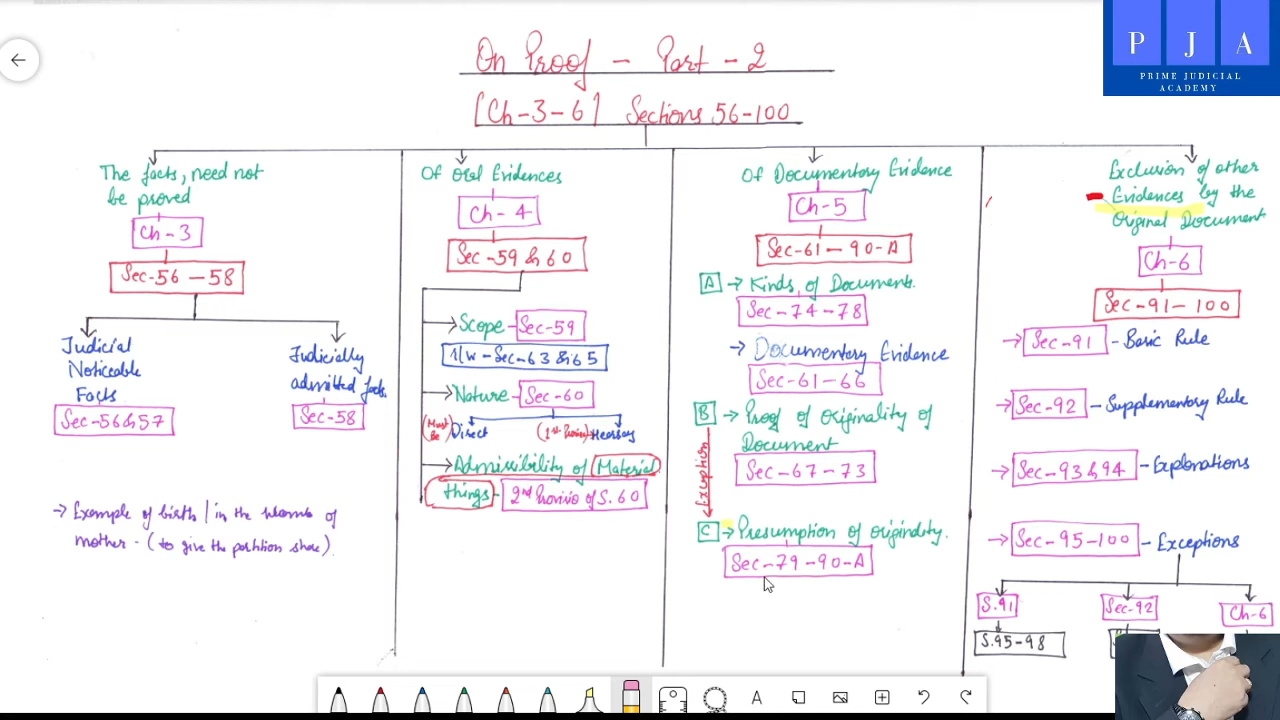 P J A
PRIME JUDICIAL
ACADEMY
On Proof - Part - 2
[Ch-3-6] Sections 56-100
The facts, need not
be proved
Ch-3
Sec-56-58
Judicial
Noticeable
Facts
Sec-56&57
Judicially
admitted facts.
Sec-58
→ Example of birth / in the womb of
mother - (to give the partition share).
Of Oral Evidences
Ch-4
Sec-59 & 60
Scope - Sec-59
r/w - Sec-63 & 65
Nature - Sec-60
(Must be) Direct (1st Proviso) Hearsay
Admissibility of Material
things - 2nd Provisio of S. 60
Of Documentary Evidence
Ch-5
Sec-61-90-A
A → Kinds of Document.
Sec-74-78
→ Documentary Evidence
Sec-61-66
B → Proof of Originality of
Document
Sec-67-73
Exception
C → Presumption of originality.
Sec-79-90-A
Exclusion of other
Evidences by the
Original Document
Ch-6
Sec-91-100
→ Sec-91 - Basic Rule
→ Sec-92 - Supplementary Rule
→ Sec-93 & 94 - Explanations
→ Sec-95-100 - Exceptions
S.91 Sec-92 Ch-6
S.95-98
A